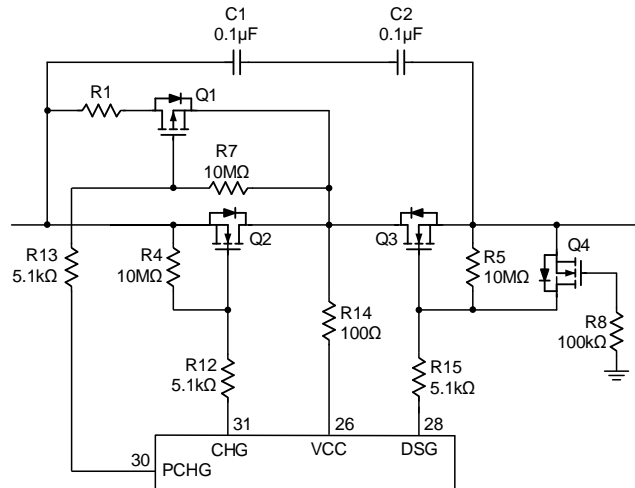 C1
0.1µF
C2
0.1µF
R1
Q1
R7
10MΩ
R13
5.1kΩ
R4
10MΩ
Q2
Q3
R5
10MΩ
Q4
R14
100Ω
R8
100kΩ
R12
5.1kΩ
R15
5.1kΩ
31
26
28
30
CHG
VCC
DSG
PCHG